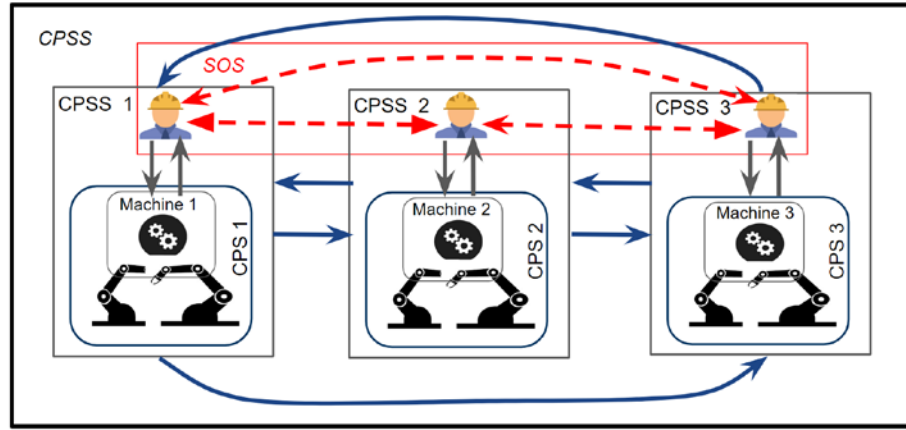 CPSS
SOS
CPSS 1
CPSS 2
CPSS 3
Machine 1
CPS 1
Machine 2
CPS 2
Machine 3
CPS 3